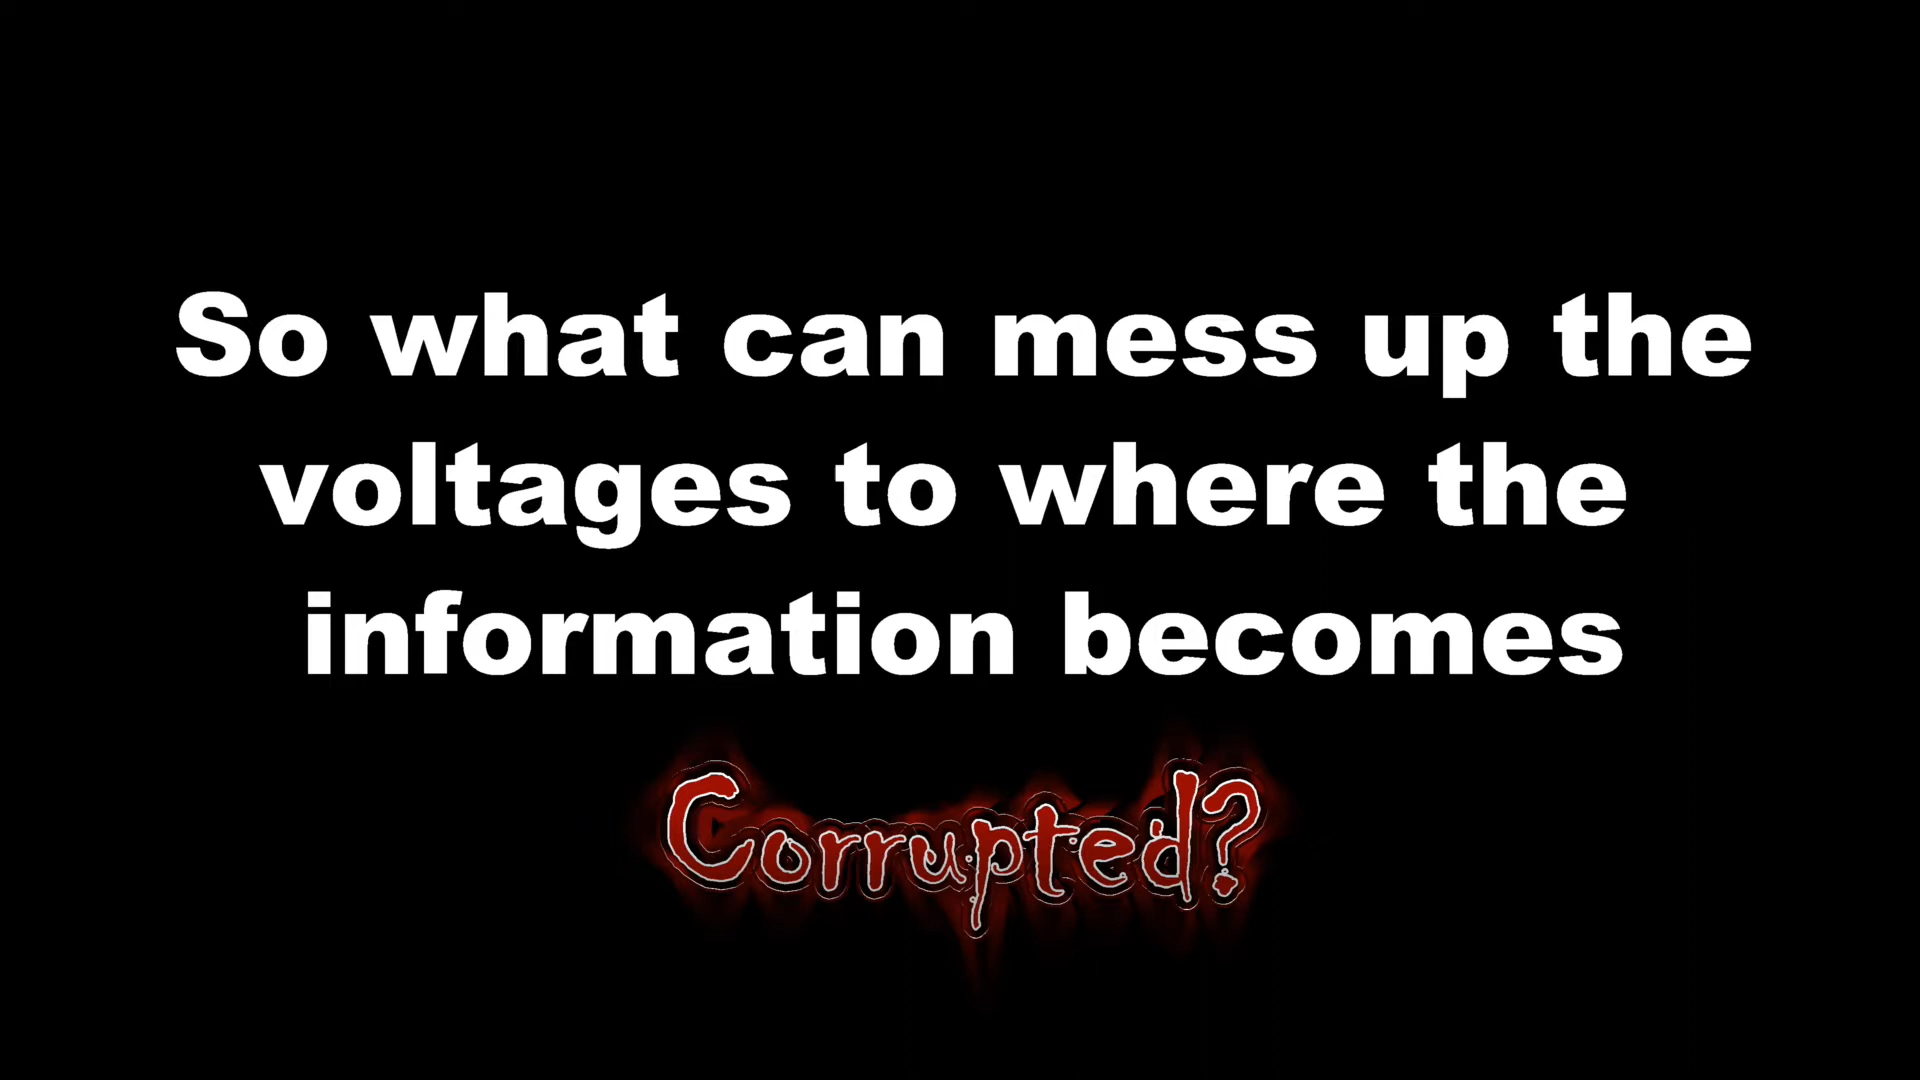 So what can mess up the
voltages to where the
information becomes
Corrupted?